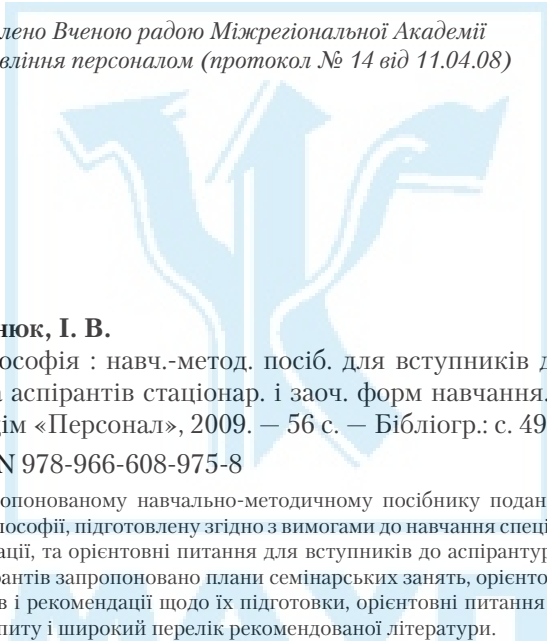 лено Вченою радою Міжрегіональної Академії
вління персоналом (протокол № 14 від 11.04.08)
нюк, І. В.
ософія : навч.-метод. посіб. для вступників д
а аспірантів стаціонар. і заоч. форм навчання.
дім «Персонал», 2009. — 56 с. — Бібліогр.: с. 49
N 978-966-608-975-8
опонованому навчально-методичному посібнику подан
лософії, підготовлену згідно з вимогами до навчання спеці
ації, та орієнтовні питання для вступників до аспірантур
рантів запропоновано плани семінарських занять, орієнто
в і рекомендації щодо їх підготовки, орієнтовні питання
питу і широкий перелік рекомендованої літератури.